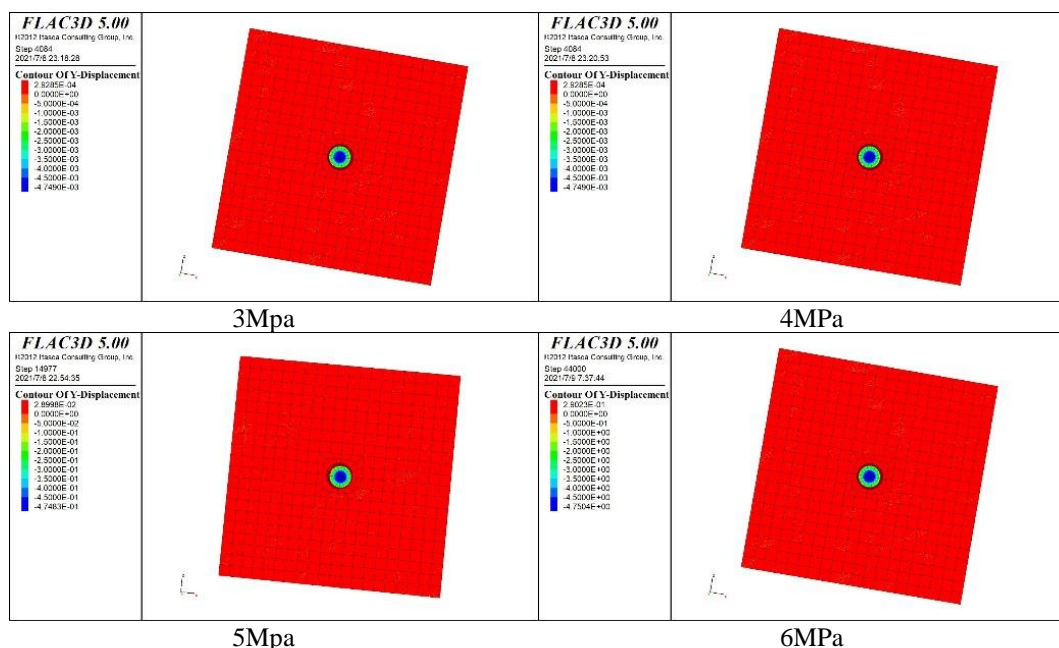 FLAC3D 5.00
©2012 Itasca Consulting Group, Inc.
Step 4084
2021/7/8 23:18:28
Contour Of Y-Displacement
2.8285E-04
0.0000E+00
-5.0000E-04
-1.0000E-03
-1.5000E-03
-2.0000E-03
-2.5000E-03
-3.0000E-03
-3.5000E-03
-4.0000E-03
-4.5000E-03
-4.7490E-03
3Mpa
FLAC3D 5.00
©2012 Itasca Consulting Group, Inc.
Step 4084
2021/7/8 23:20:53
Contour Of Y-Displacement
2.8285E-04
0.0000E+00
-5.0000E-04
-1.0000E-03
-1.5000E-03
-2.0000E-03
-2.5000E-03
-3.0000E-03
-3.5000E-03
-4.0000E-03
-4.5000E-03
-4.7490E-03
4MPa
FLAC3D 5.00
©2012 Itasca Consulting Group, Inc.
Step 14977
2021/7/8 22:54:35
Contour Of Y-Displacement
2.8998E-02
0.0000E+00
-5.0000E-02
-1.0000E-01
-1.5000E-01
-2.0000E-01
-2.5000E-01
-3.0000E-01
-3.5000E-01
-4.0000E-01
-4.5000E-01
-4.7483E-01
5Mpa
FLAC3D 5.00
©2012 Itasca Consulting Group, Inc.
Step 44000
2021/7/9 7:37:44
Contour Of Y-Displacement
2.8023E-01
0.0000E+00
-5.0000E-01
-1.0000E+00
-1.5000E+00
-2.0000E+00
-2.5000E+00
-3.0000E+00
-3.5000E+00
-4.0000E+00
-4.5000E+00
-4.7504E+00
6MPa